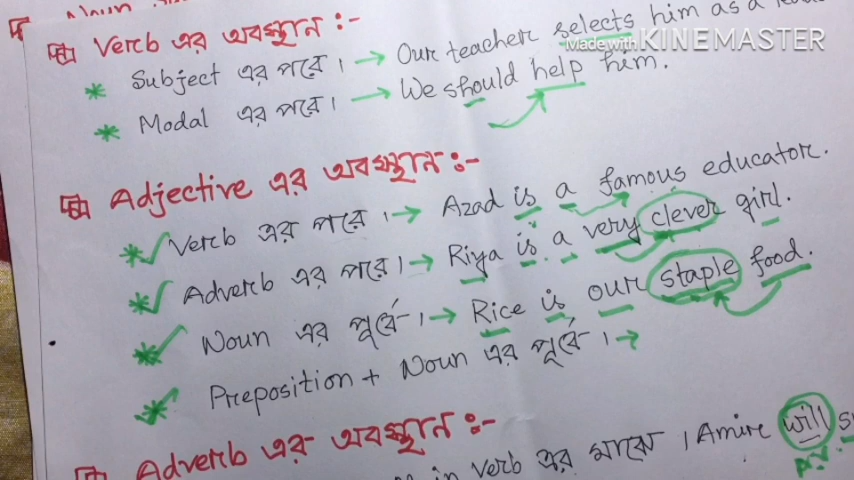 Noun
Verb এর অবস্থান :-
Subject এর পরে। → Our teacher selects him as a
Made with KINEMASTER
Modal এর পরে। → We should help him.
Adjective এর অবস্থান :-
Verb এর পরে। → Azad is a famous educator.
Adverb এর পরে। → Riya is a very clever girl.
Noun এর পূর্বে। → Rice is our staple food.
Preposition + Noun এর পূর্বে। →
Adverb এর অবস্থান :-
in verb এর মাঝে। Amire will
P.V.